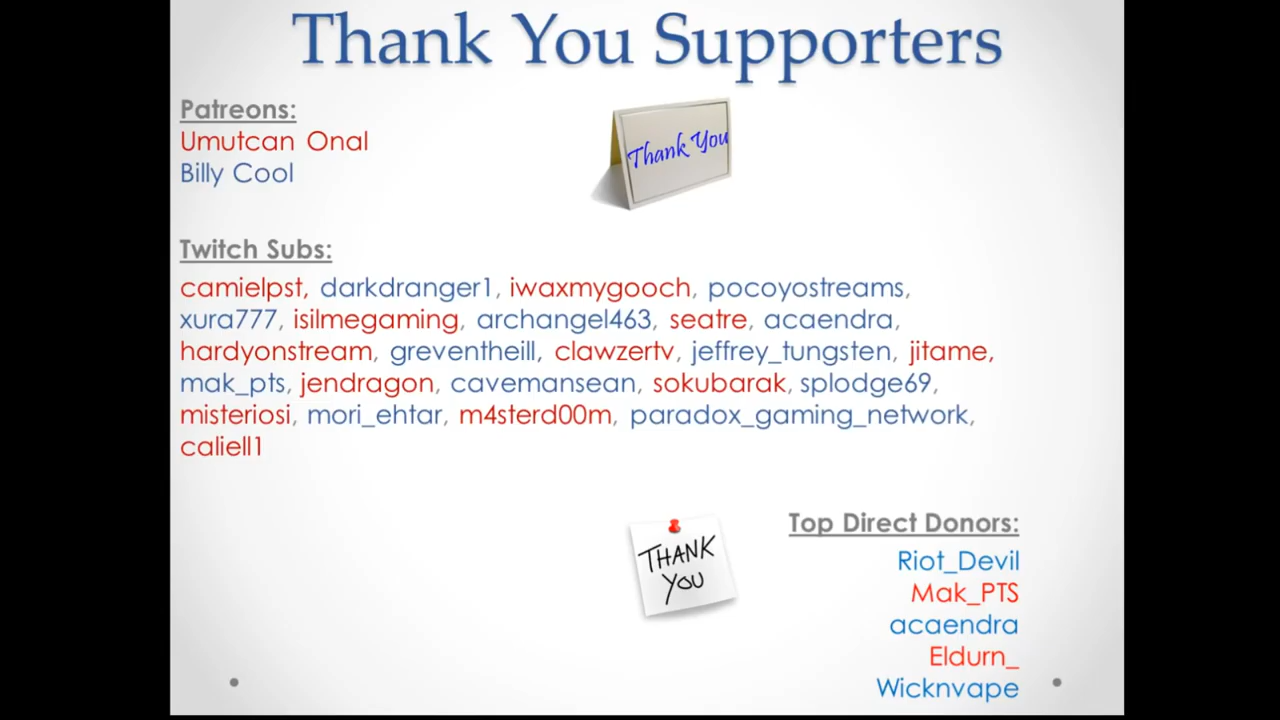 Thank You Supporters
Patreons:
Umutcan Onal
Billy Cool
Thank You
Twitch Subs:
camielpst, darkdranger1, iwaxmygooch, pocoyostreams,
xura777, isilmegaming, archangel463, seatre, acaendra,
hardyonstream, greventheill, clawzertv, jeffrey_tungsten, jitame,
mak_pts, jendragon, cavemansean, sokubarak, splodge69,
misteriosi, mori_ehtar, m4sterd00m, paradox_gaming_network,
caliell1
THANK
YOU
Top Direct Donors:
Riot_Devil
Mak_PTS
acaendra
Eldurn_
Wicknvape